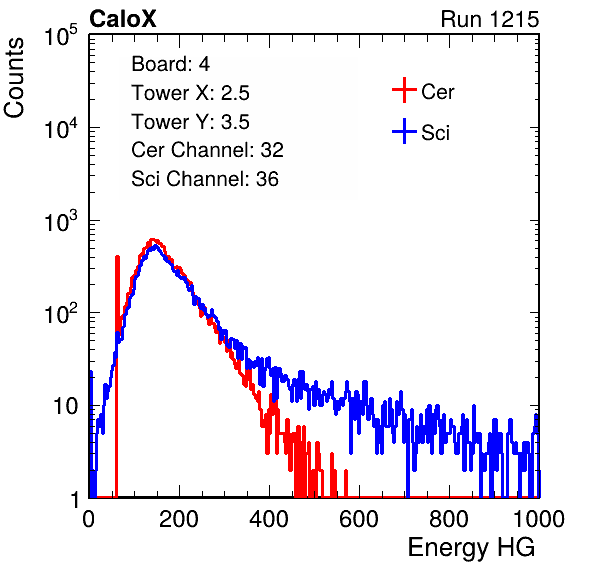 CaloX Run 1215
Counts
10^5
10^4
10^3
10^2
10
1
Board: 4
Tower X: 2.5
Tower Y: 3.5
Cer Channel: 32
Sci Channel: 36
Cer
Sci
0 200 400 600 800 1000
Energy HG